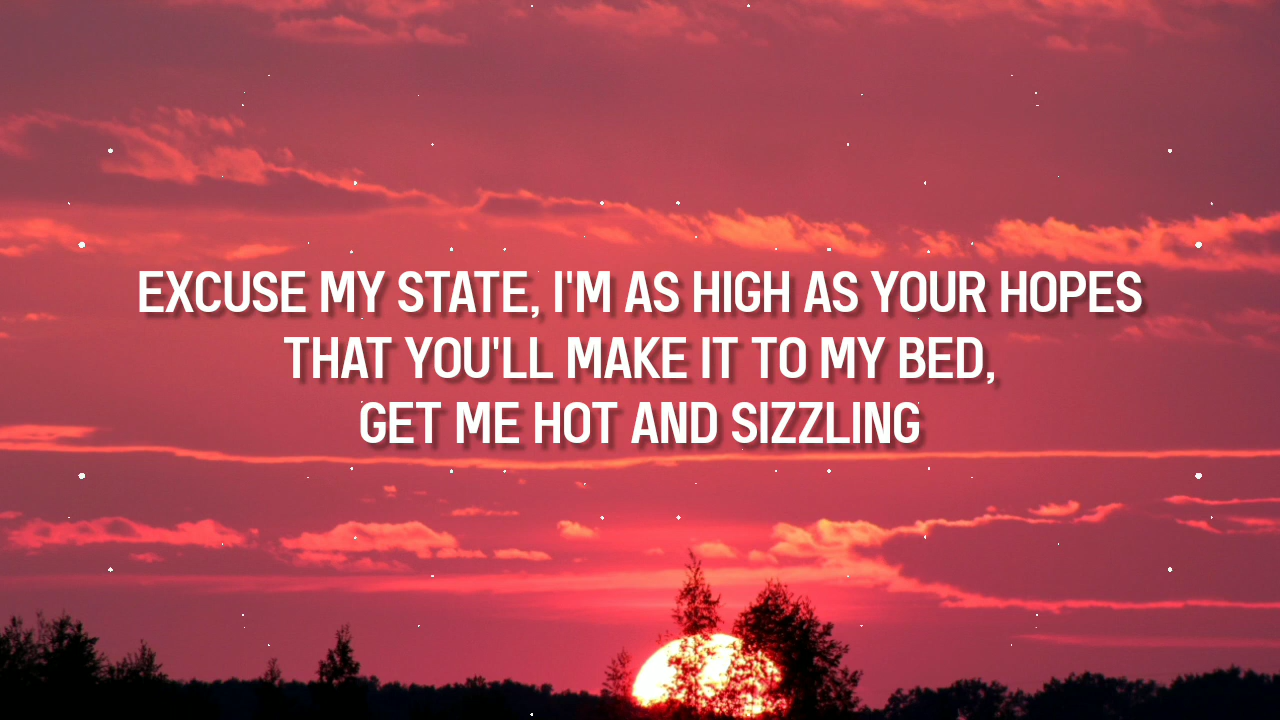 EXCUSE MY STATE, I'M AS HIGH AS YOUR HOPES
THAT YOU'LL MAKE IT TO MY BED,
GET ME HOT AND SIZZLING